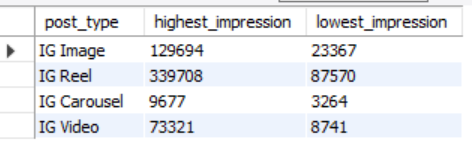 post_type highest_impression lowest_impression
IG Image 129694 23367
IG Reel 339708 87570
IG Carousel 9677 3264
IG Video 73321 8741